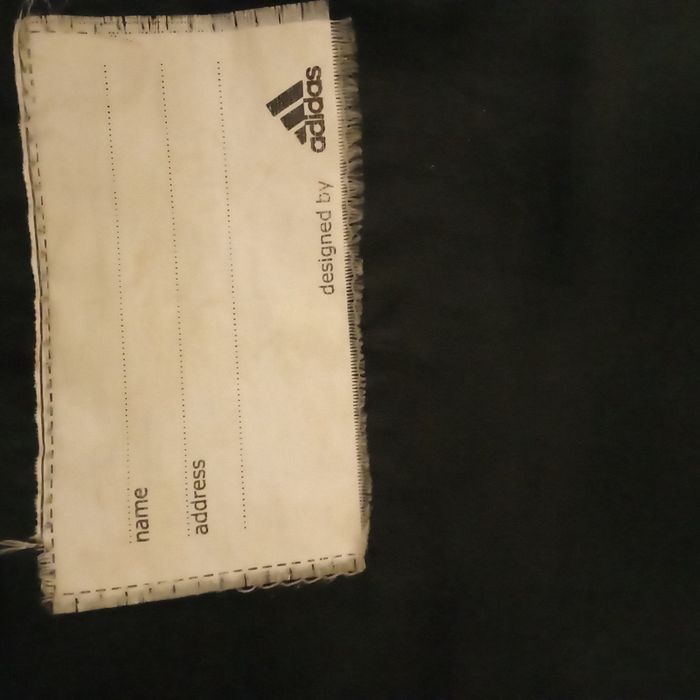 name
address
designed by
adidas